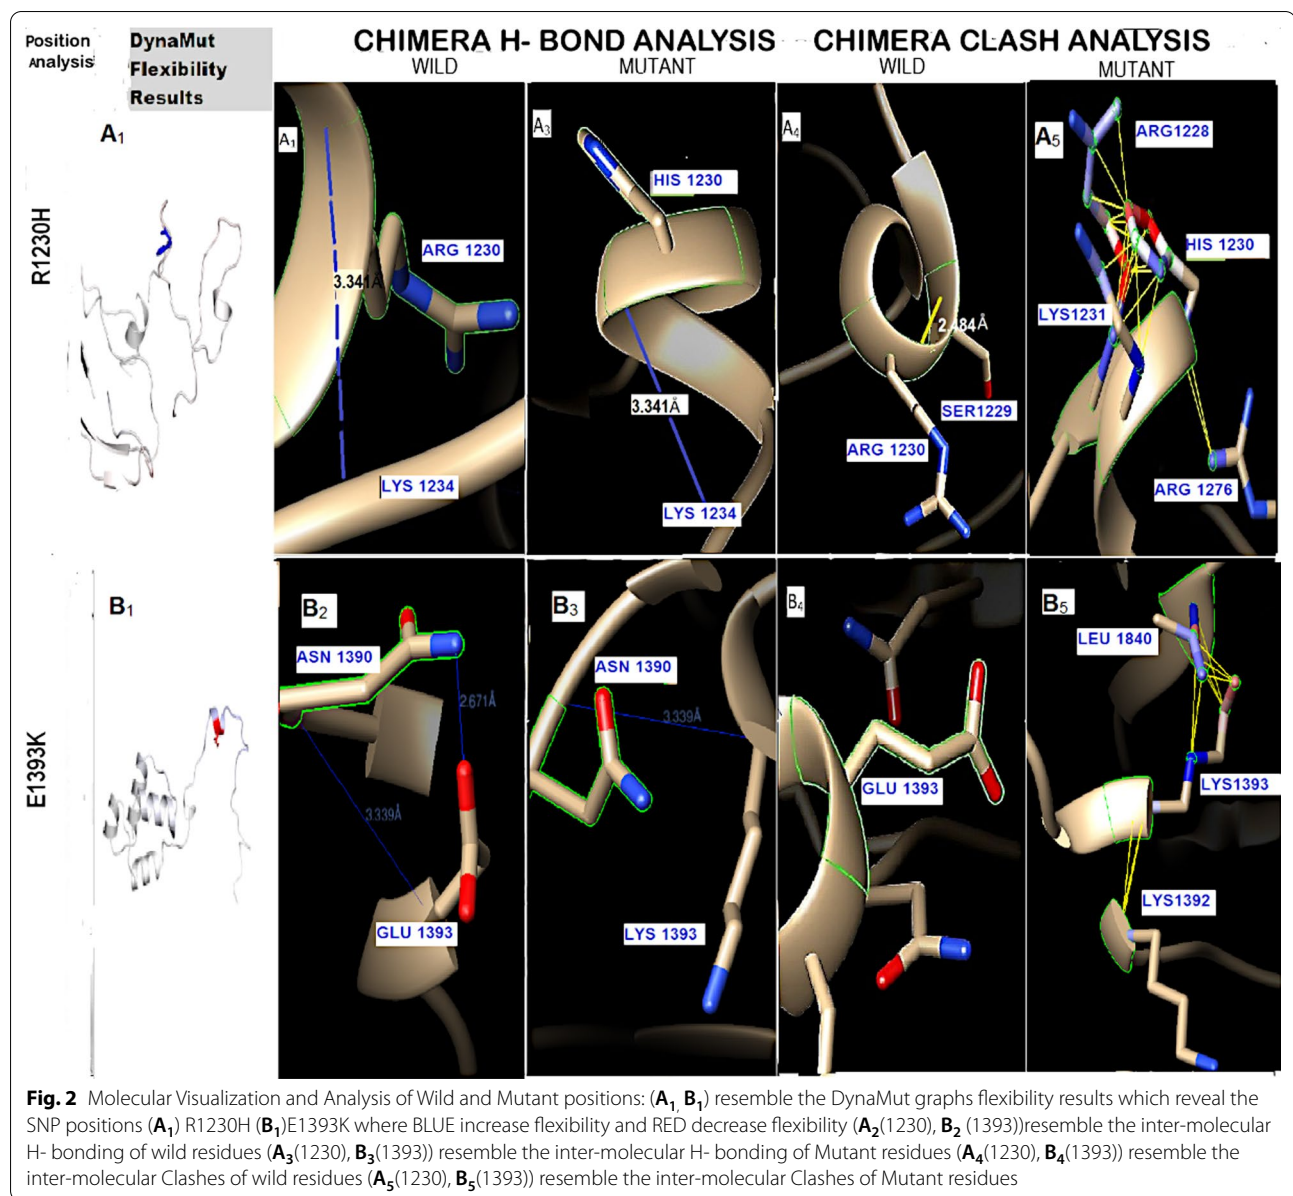 Position
Analysis
DynaMut
Flexibility
Results
CHIMERA H- BOND ANALYSIS
CHIMERA CLASH ANALYSIS
WILD
MUTANT
WILD
MUTANT
R1230H
A1
A1
ARG 1230
3.341Å
LYS 1234
A3
HIS 1230
3.341Å
LYS 1234
A4
2.484Å
SER1229
ARG 1230
A5
ARG1228
HIS 1230
LYS1231
ARG 1276
E1393K
B1
B2
ASN 1390
2.671Å
3.339Å
GLU 1393
B3
ASN 1390
3.339Å
LYS 1393
B4
GLU 1393
B5
LEU 1840
LYS1393
LYS1392
Fig. 2 Molecular Visualization and Analysis of Wild and Mutant positions: (A1, B1) resemble the DynaMut graphs flexibility results which reveal the
SNP positions (A1) R1230H (B1)E1393K where BLUE increase flexibility and RED decrease flexibility (A2(1230), B2 (1393))resemble the inter-molecular
H- bonding of wild residues (A3(1230), B3(1393)) resemble the inter-molecular H- bonding of Mutant residues (A4(1230), B4(1393)) resemble the
inter-molecular Clashes of wild residues (A5(1230), B5(1393)) resemble the inter-molecular Clashes of Mutant residues